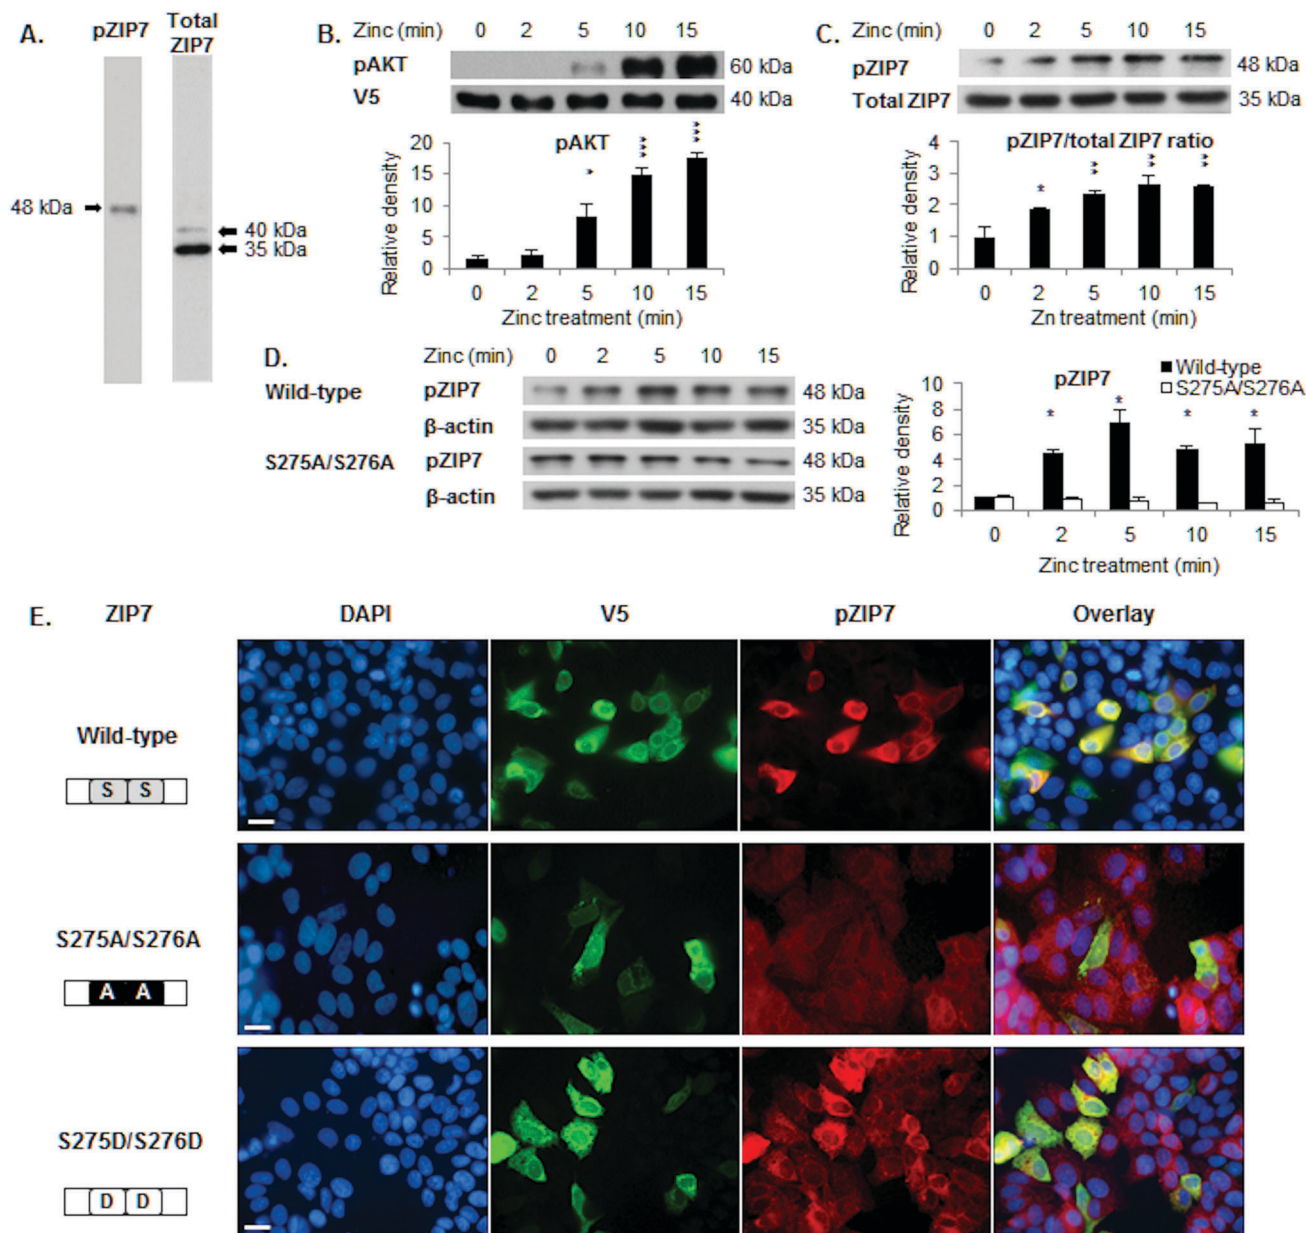 A.
pZIP7
Total
ZIP7
48 kDa
40 kDa
35 kDa
B.
Zinc (min) 0 2 5 10 15
pAKT 60 kDa
V5 40 kDa
pAKT
Relative density
20
15
10
5
0
* *** ***
0 2 5 10 15
Zinc treatment (min)
C.
Zinc (min) 0 2 5 10 15
pZIP7 48 kDa
Total ZIP7 35 kDa
pZIP7/total ZIP7 ratio
Relative density
4
3
2
1
0
* ** ** **
0 2 5 10 15
Zn treatment (min)
D.
Zinc (min) 0 2 5 10 15
Wild-type pZIP7 48 kDa
β-actin 35 kDa
S275A/S276A pZIP7 48 kDa
β-actin 35 kDa
pZIP7
Wild-type
S275A/S276A
Relative density
10
8
6
4
2
0
* * * *
0 2 5 10 15
Zinc treatment (min)
E. ZIP7 DAPI V5 pZIP7 Overlay
Wild-type
S S
S275A/S276A
A A
S275D/S276D
D D